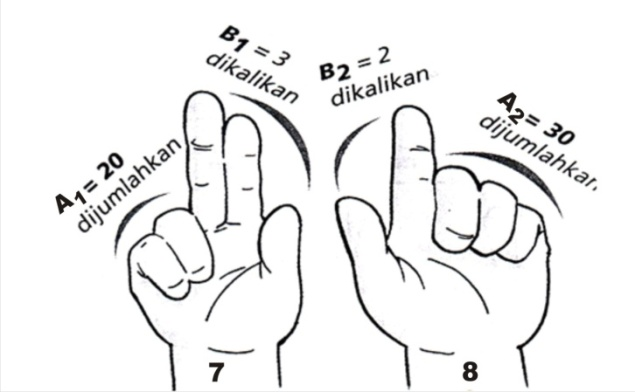 B1 = 3
dikalikan
B2 = 2
dikalikan
A1 = 20
dijumlahkan
A2= 30
dijumlahkan
7
8